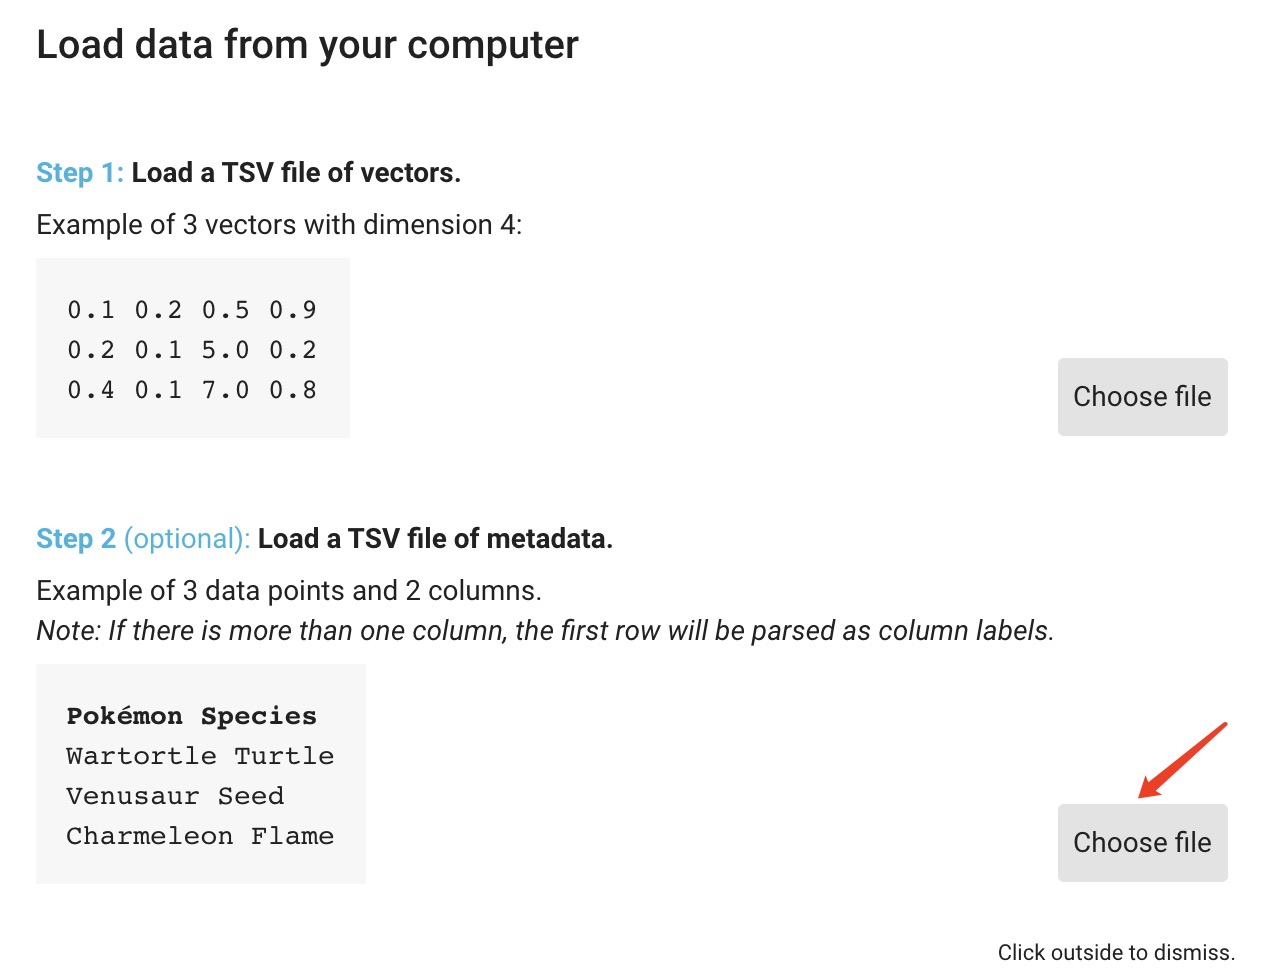 Load data from your computer
Step 1: Load a TSV file of vectors.
Example of 3 vectors with dimension 4:
0.1 0.2 0.5 0.9
0.2 0.1 5.0 0.2
0.4 0.1 7.0 0.8
Choose file
Step 2 (optional): Load a TSV file of metadata.
Example of 3 data points and 2 columns.
Note: If there is more than one column, the first row will be parsed as column labels.
Pokémon Species
Wartortle Turtle
Venusaur Seed
Charmeleon Flame
Choose file
Click outside to dismiss.